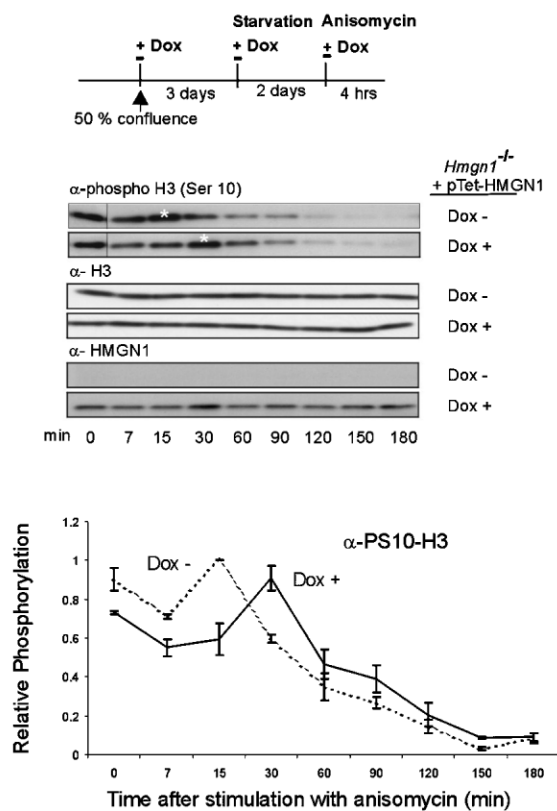 Starvation Anisomycin
+ Dox + Dox + Dox
3 days 2 days 4 hrs
50 % confluence
Hmgn1-/-
+ pTet-HMGN1
α-phospho H3 (Ser 10)
* Dox -
* Dox +
α- H3
Dox -
Dox +
α- HMGN1
Dox -
Dox +
min 0 7 15 30 60 90 120 150 180
α-PS10-H3
Dox -
Dox +
Relative Phosphorylation
1.2
1
0.8
0.6
0.4
0.2
0
0 7 15 30 60 90 120 150 180
Time after stimulation with anisomycin (min)